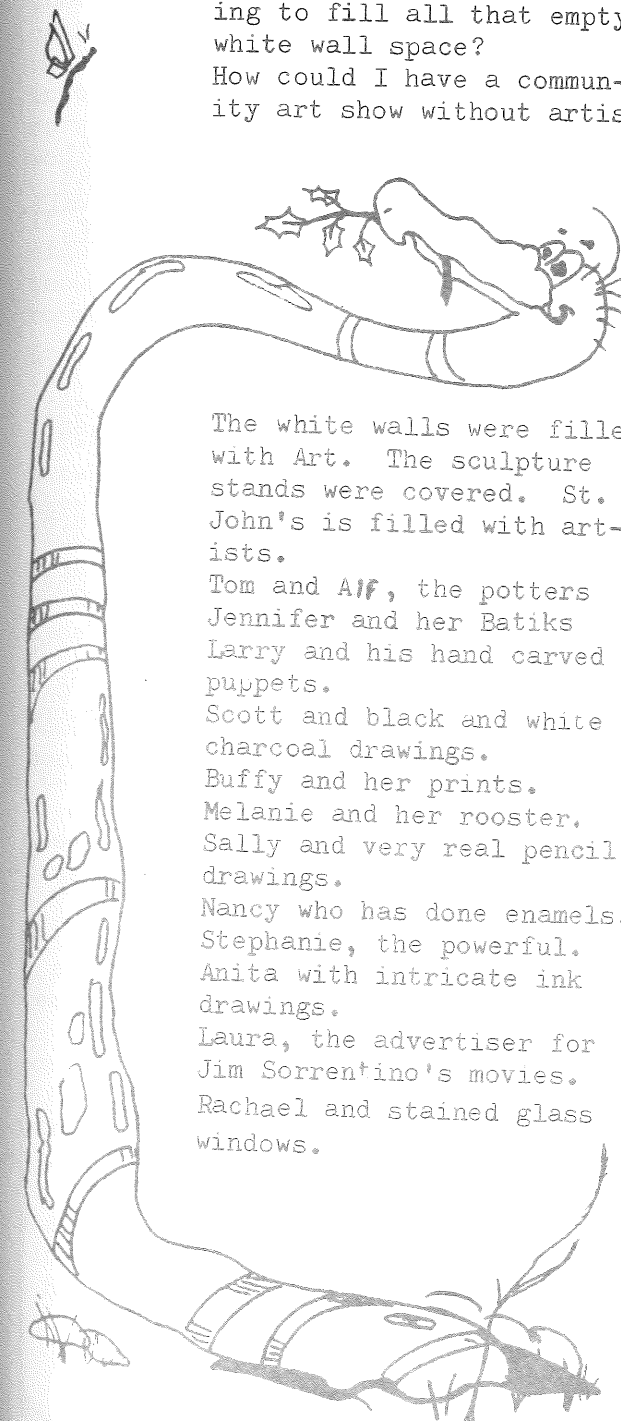 ing to fill all that empty
white wall space?
How could I have a commun-
ity art show without artis
The white walls were fille
with Art. The sculpture
stands were covered. St.
John's is filled with art-
ists.
Tom and Alf, the potters
Jennifer and her Batiks
Larry and his hand carved
puppets.
Scott and black and white
charcoal drawings.
Buffy and her prints.
Melanie and her rooster.
Sally and very real pencil
drawings.
Nancy who has done enamels.
Stephanie, the powerful.
Anita with intricate ink
drawings.
Laura, the advertiser for
Jim Sorrentino's movies.
Rachael and stained glass
windows.